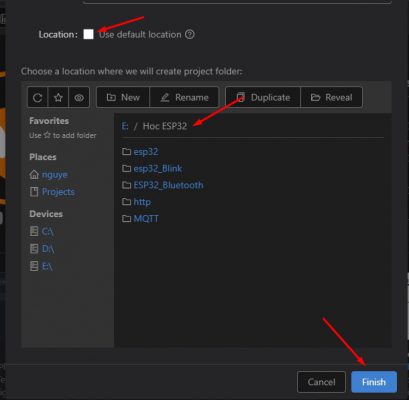 Location: Use default location
Choose a location where we will create project folder:
New Rename Duplicate Reveal
Favorites
Use ☆ to add folder
Places
nguye
Projects
Devices
C:\
D:\
E:\
E: / Hoc ESP32
esp32
esp32_Blink
ESP32_Bluetooth
http
MQTT
Cancel Finish